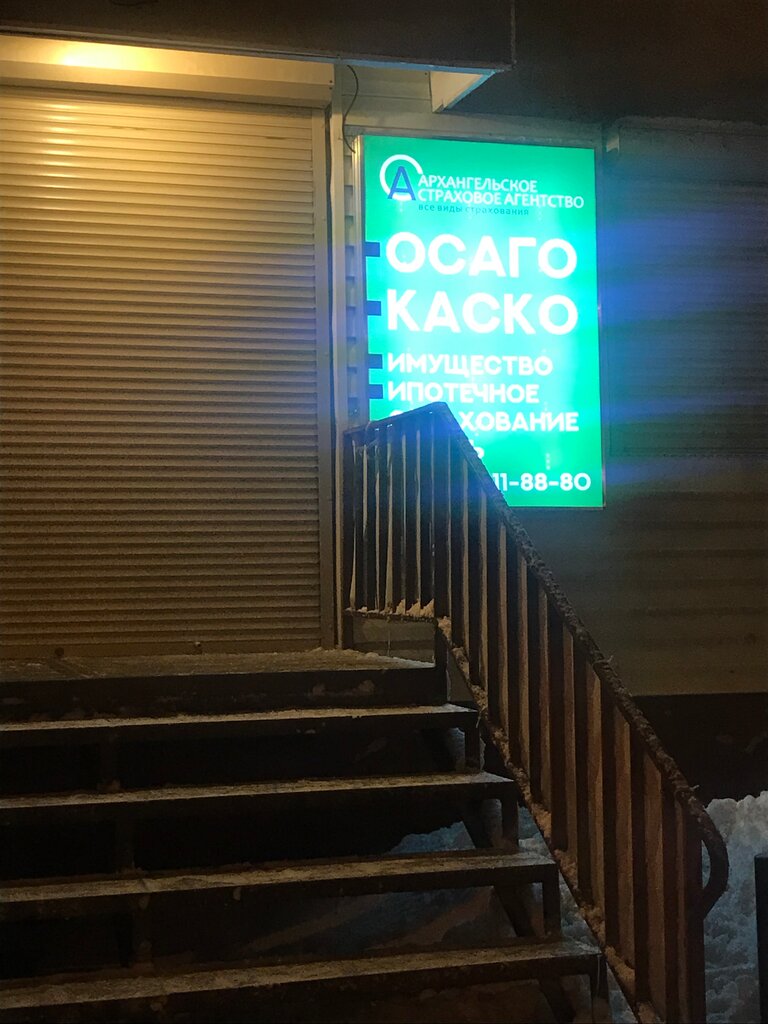 АРХАНГЕЛЬСКОЕ
СТРАХОВОЕ АГЕНТСТВО
все виды страхования
ОСАГО
КАСКО
ИМУЩЕСТВО
ИПОТЕЧНОЕ
11-88-80